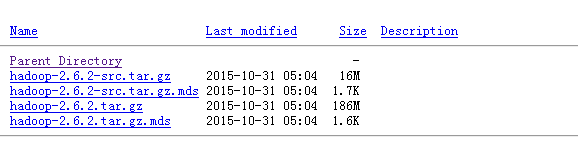 Name Last modified Size Description
Parent Directory -
hadoop-2.6.2-src.tar.gz 2015-10-31 05:04 16M
hadoop-2.6.2-src.tar.gz.mds 2015-10-31 05:04 1.7K
hadoop-2.6.2.tar.gz 2015-10-31 05:04 186M
hadoop-2.6.2.tar.gz.mds 2015-10-31 05:04 1.6K